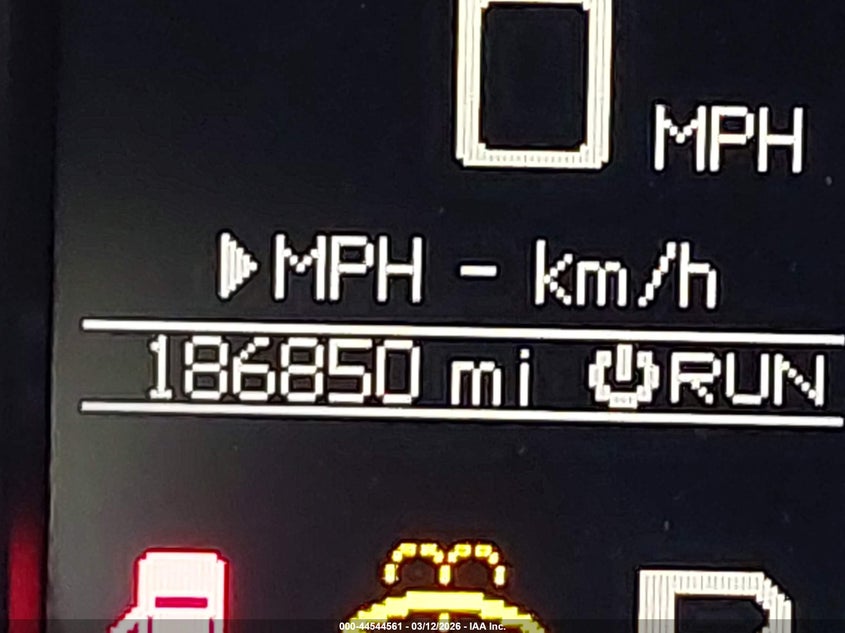 0 MPH
▶MPH - km/h
186850 mi ⏻RUN
P
000-44544561 - 03/12/2026 - IAA Inc.